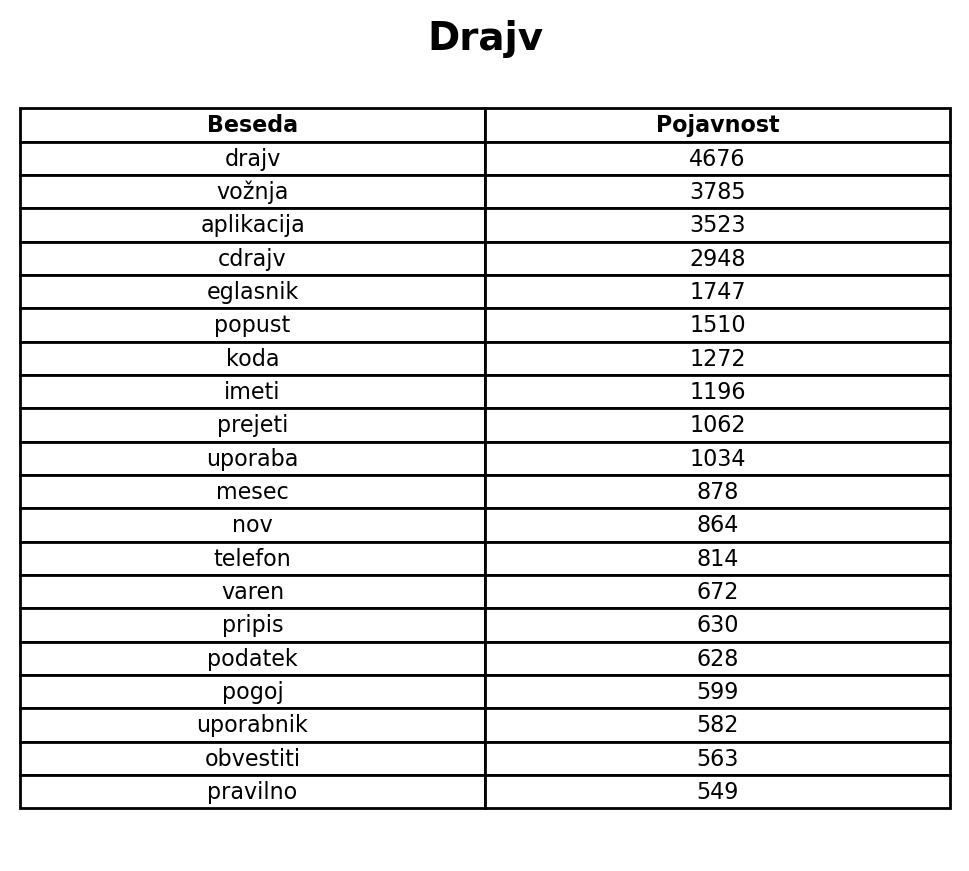 Drajv
Beseda Pojavnost
drajv 4676
vožnja 3785
aplikacija 3523
cdrajv 2948
eglasnik 1747
popust 1510
koda 1272
imeti 1196
prejeti 1062
uporaba 1034
mesec 878
nov 864
telefon 814
varen 672
pripis 630
podatek 628
pogoj 599
uporabnik 582
obvestiti 563
pravilno 549